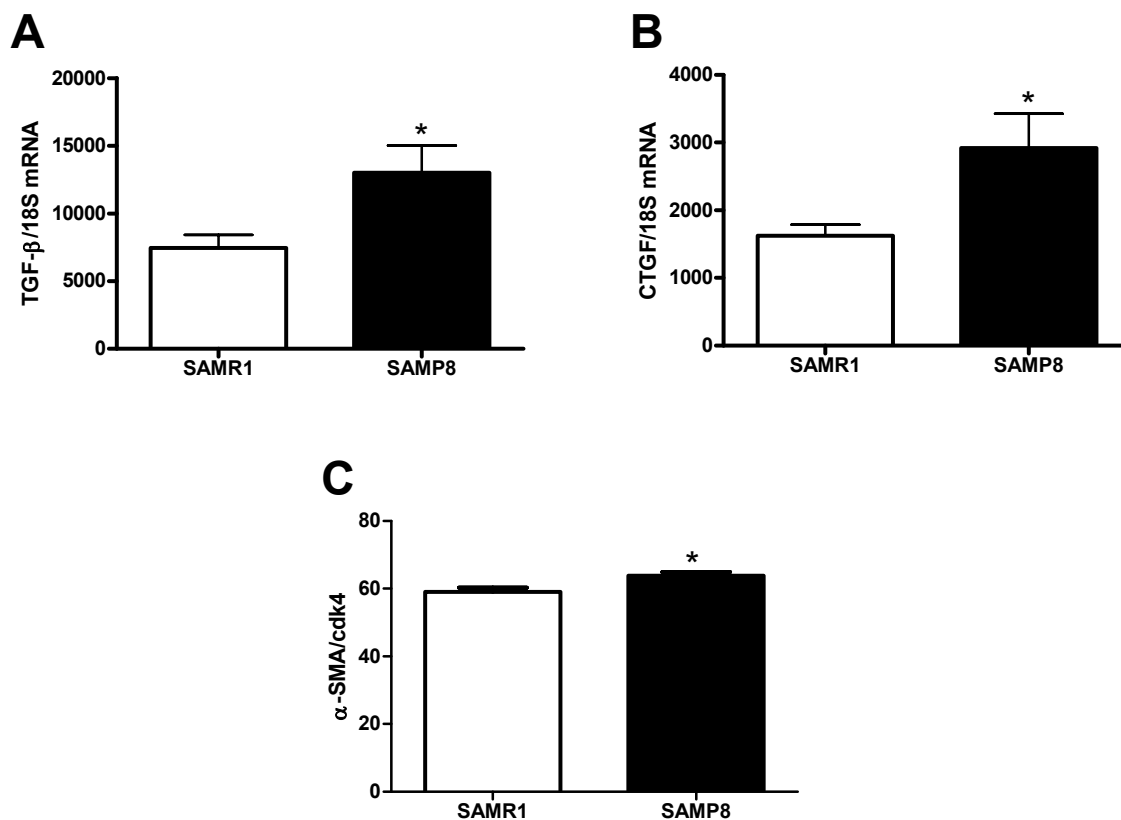 A
TGF-β/18S mRNA
20000
15000
10000
5000
0
*
SAMR1 SAMP8
B
CTGF/18S mRNA
4000
3000
2000
1000
0
*
SAMR1 SAMP8
C
α-SMA/cdk4
80
60
40
20
0
*
SAMR1 SAMP8